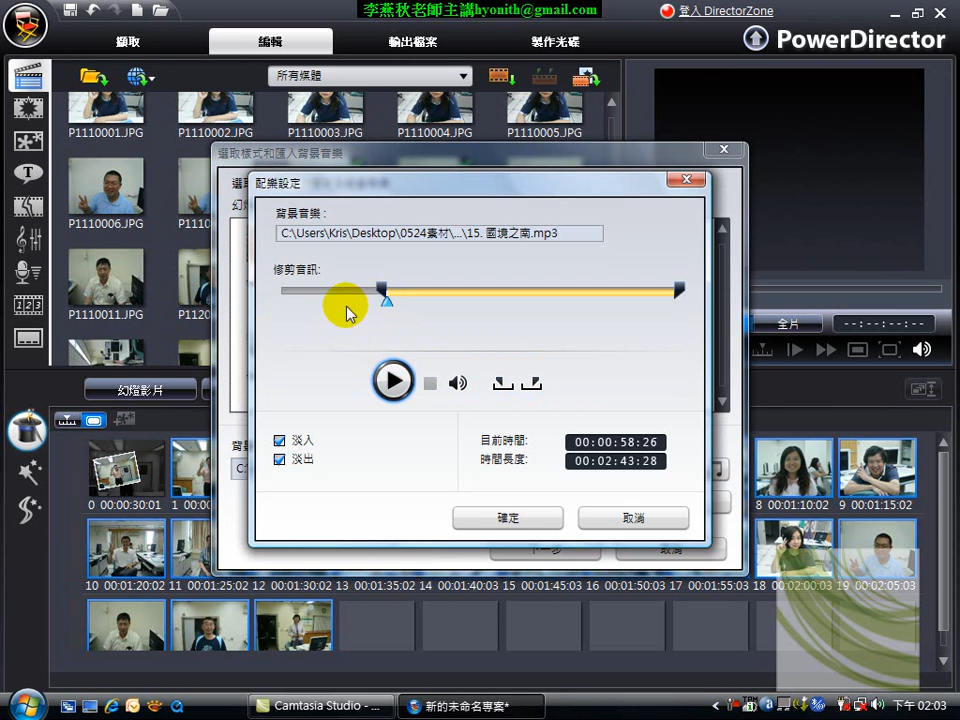 李燕秋老師主講hyonith@gmail.com
登入 DirectorZone
擷取
編輯
輸出檔案
製作光碟
PowerDirector
所有媒體
P1110001.JPG
P1110002.JPG
P1110003.JPG
P1110004.JPG
P1110005.JPG
選取樣式和匯入背景音樂
配樂設定
背景音樂:
C:\Users\Kris\Desktop\0524素材\...\15. 國境之南.mp3
P1110006.JPG
修剪音訊:
P1110011.JPG
P1120
全片
--:--:--:--
幻燈影片
淡入
淡出
目前時間:
00:00:58:26
時間長度:
00:02:43:28
確定
取消
下一步
取消
0 00:00:30:01
8 00:01:10:02
9 00:01:15:02
10 00:01:20:02
11 00:01:25:02
12 00:01:30:02
13 00:01:35:02
14 00:01:40:03
15 00:01:45:03
16 00:01:50:03
17 00:01:55:03
18 00:02:00:03
19 00:02:05:03
Camtasia Studio - ...
新的未命名專案*
下午 02:03